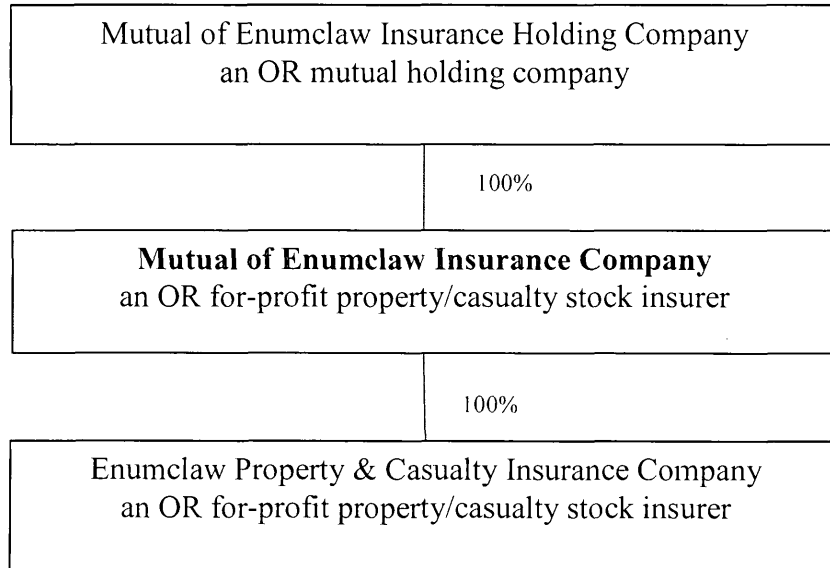 Mutual of Enumclaw Insurance Holding Company
an OR mutual holding company
100%
Mutual of Enumclaw Insurance Company
an OR for-profit property/casualty stock insurer
100%
Enumclaw Property & Casualty Insurance Company
an OR for-profit property/casualty stock insurer